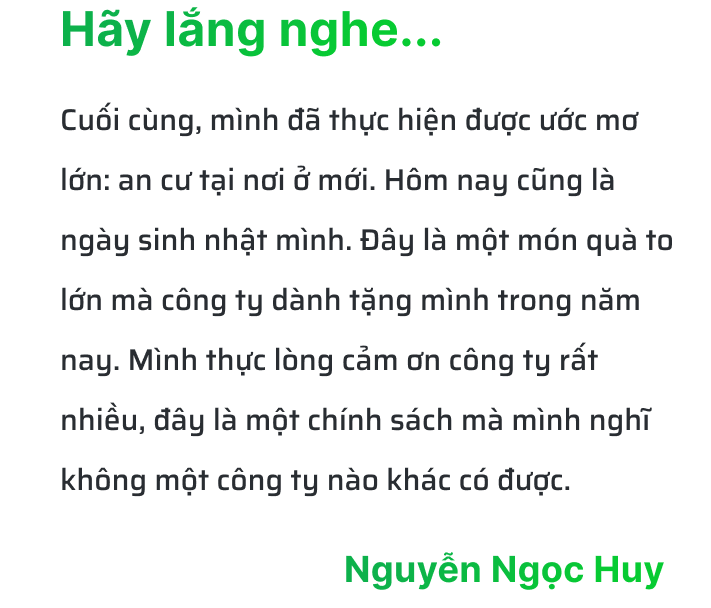 Hãy lắng nghe...
Cuối cùng, mình đã thực hiện được ước mơ
lớn: an cư tại nơi ở mới. Hôm nay cũng là
ngày sinh nhật mình. Đây là một món quà to
lớn mà công ty dành tặng mình trong năm
nay. Mình thực lòng cảm ơn công ty rất
nhiều, đây là một chính sách mà mình nghĩ
không một công ty nào khác có được.
Nguyễn Ngọc Huy